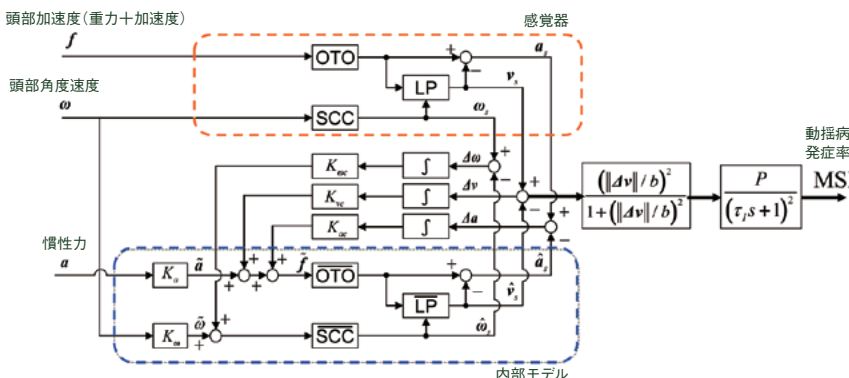 感覚器
頭部加速度(重力＋加速度)
f
OTO
+
−
a_s
LP
v_s
頭部角度速度
ω
SCC
ω_s
動揺病
発症率
MSI
+
−
K_ωc
∫
Δω
K_vc
∫
Δv
+
−
K_ac
∫
Δa
+
−
(‖Δv‖/b)²
1+(‖Δv‖/b)²
P
(τ_I s+1)²
慣性力
a
K_a
ã
+
+
+
+
f̃
O̅T̅O̅
+
−
â_s
L̅P̅
v̂_s
K_ω
ω̃
+
+
S̅C̅C̅
ω̂_s
内部モデル